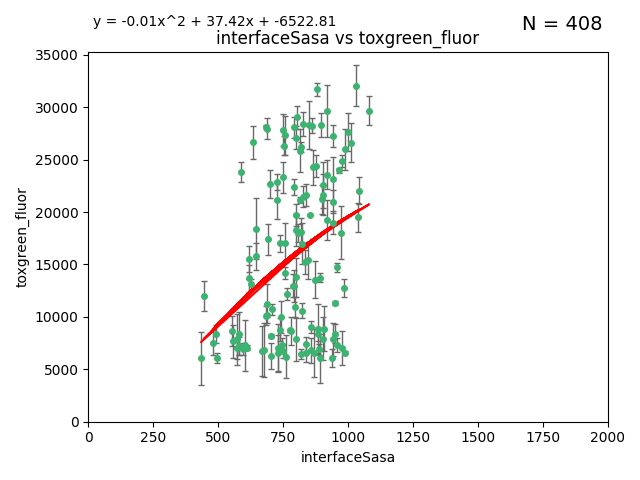 y = -0.01x^2 + 37.42x + -6522.81
N = 408
interfaceSasa vs toxgreen_fluor
35000
30000
25000
20000
15000
10000
5000
0
toxgreen_fluor
0 250 500 750 1000 1250 1500 1750 2000
interfaceSasa